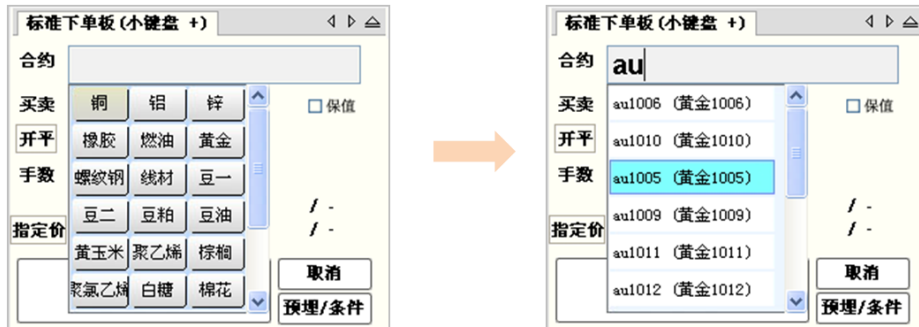 标准下单板(小键盘 +)
合约
买卖 铜 铝 锌 保值
开平 橡胶 燃油 黄金
手数 螺纹钢 线材 豆一
豆二 豆粕 豆油 / -
指定价 / -
黄玉米 聚乙烯 棕榈
取消
聚氯乙烯 白糖 棉花
预埋/条件
标准下单板(小键盘 +)
合约 au
买卖 au1006 (黄金1006) 保值
开平 au1010 (黄金1010)
手数 au1005 (黄金1005)
au1009 (黄金1009) / -
指定价 / -
au1011 (黄金1011)
取消
au1012 (黄金1012)
预埋/条件